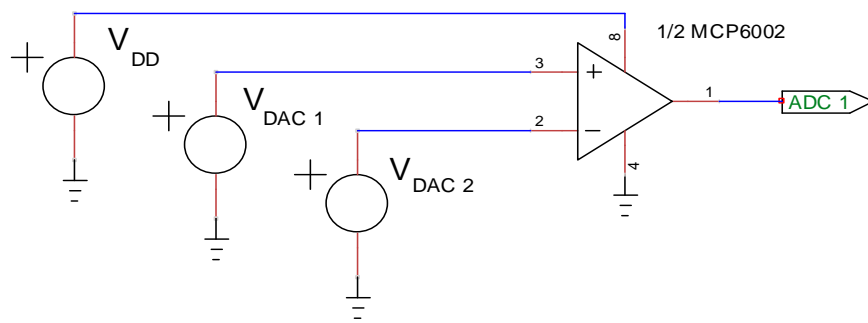 1/2 MCP6002
+
V DD
8
3
+
1
ADC 1
+
V DAC 1
2
−
+
V DAC 2
4